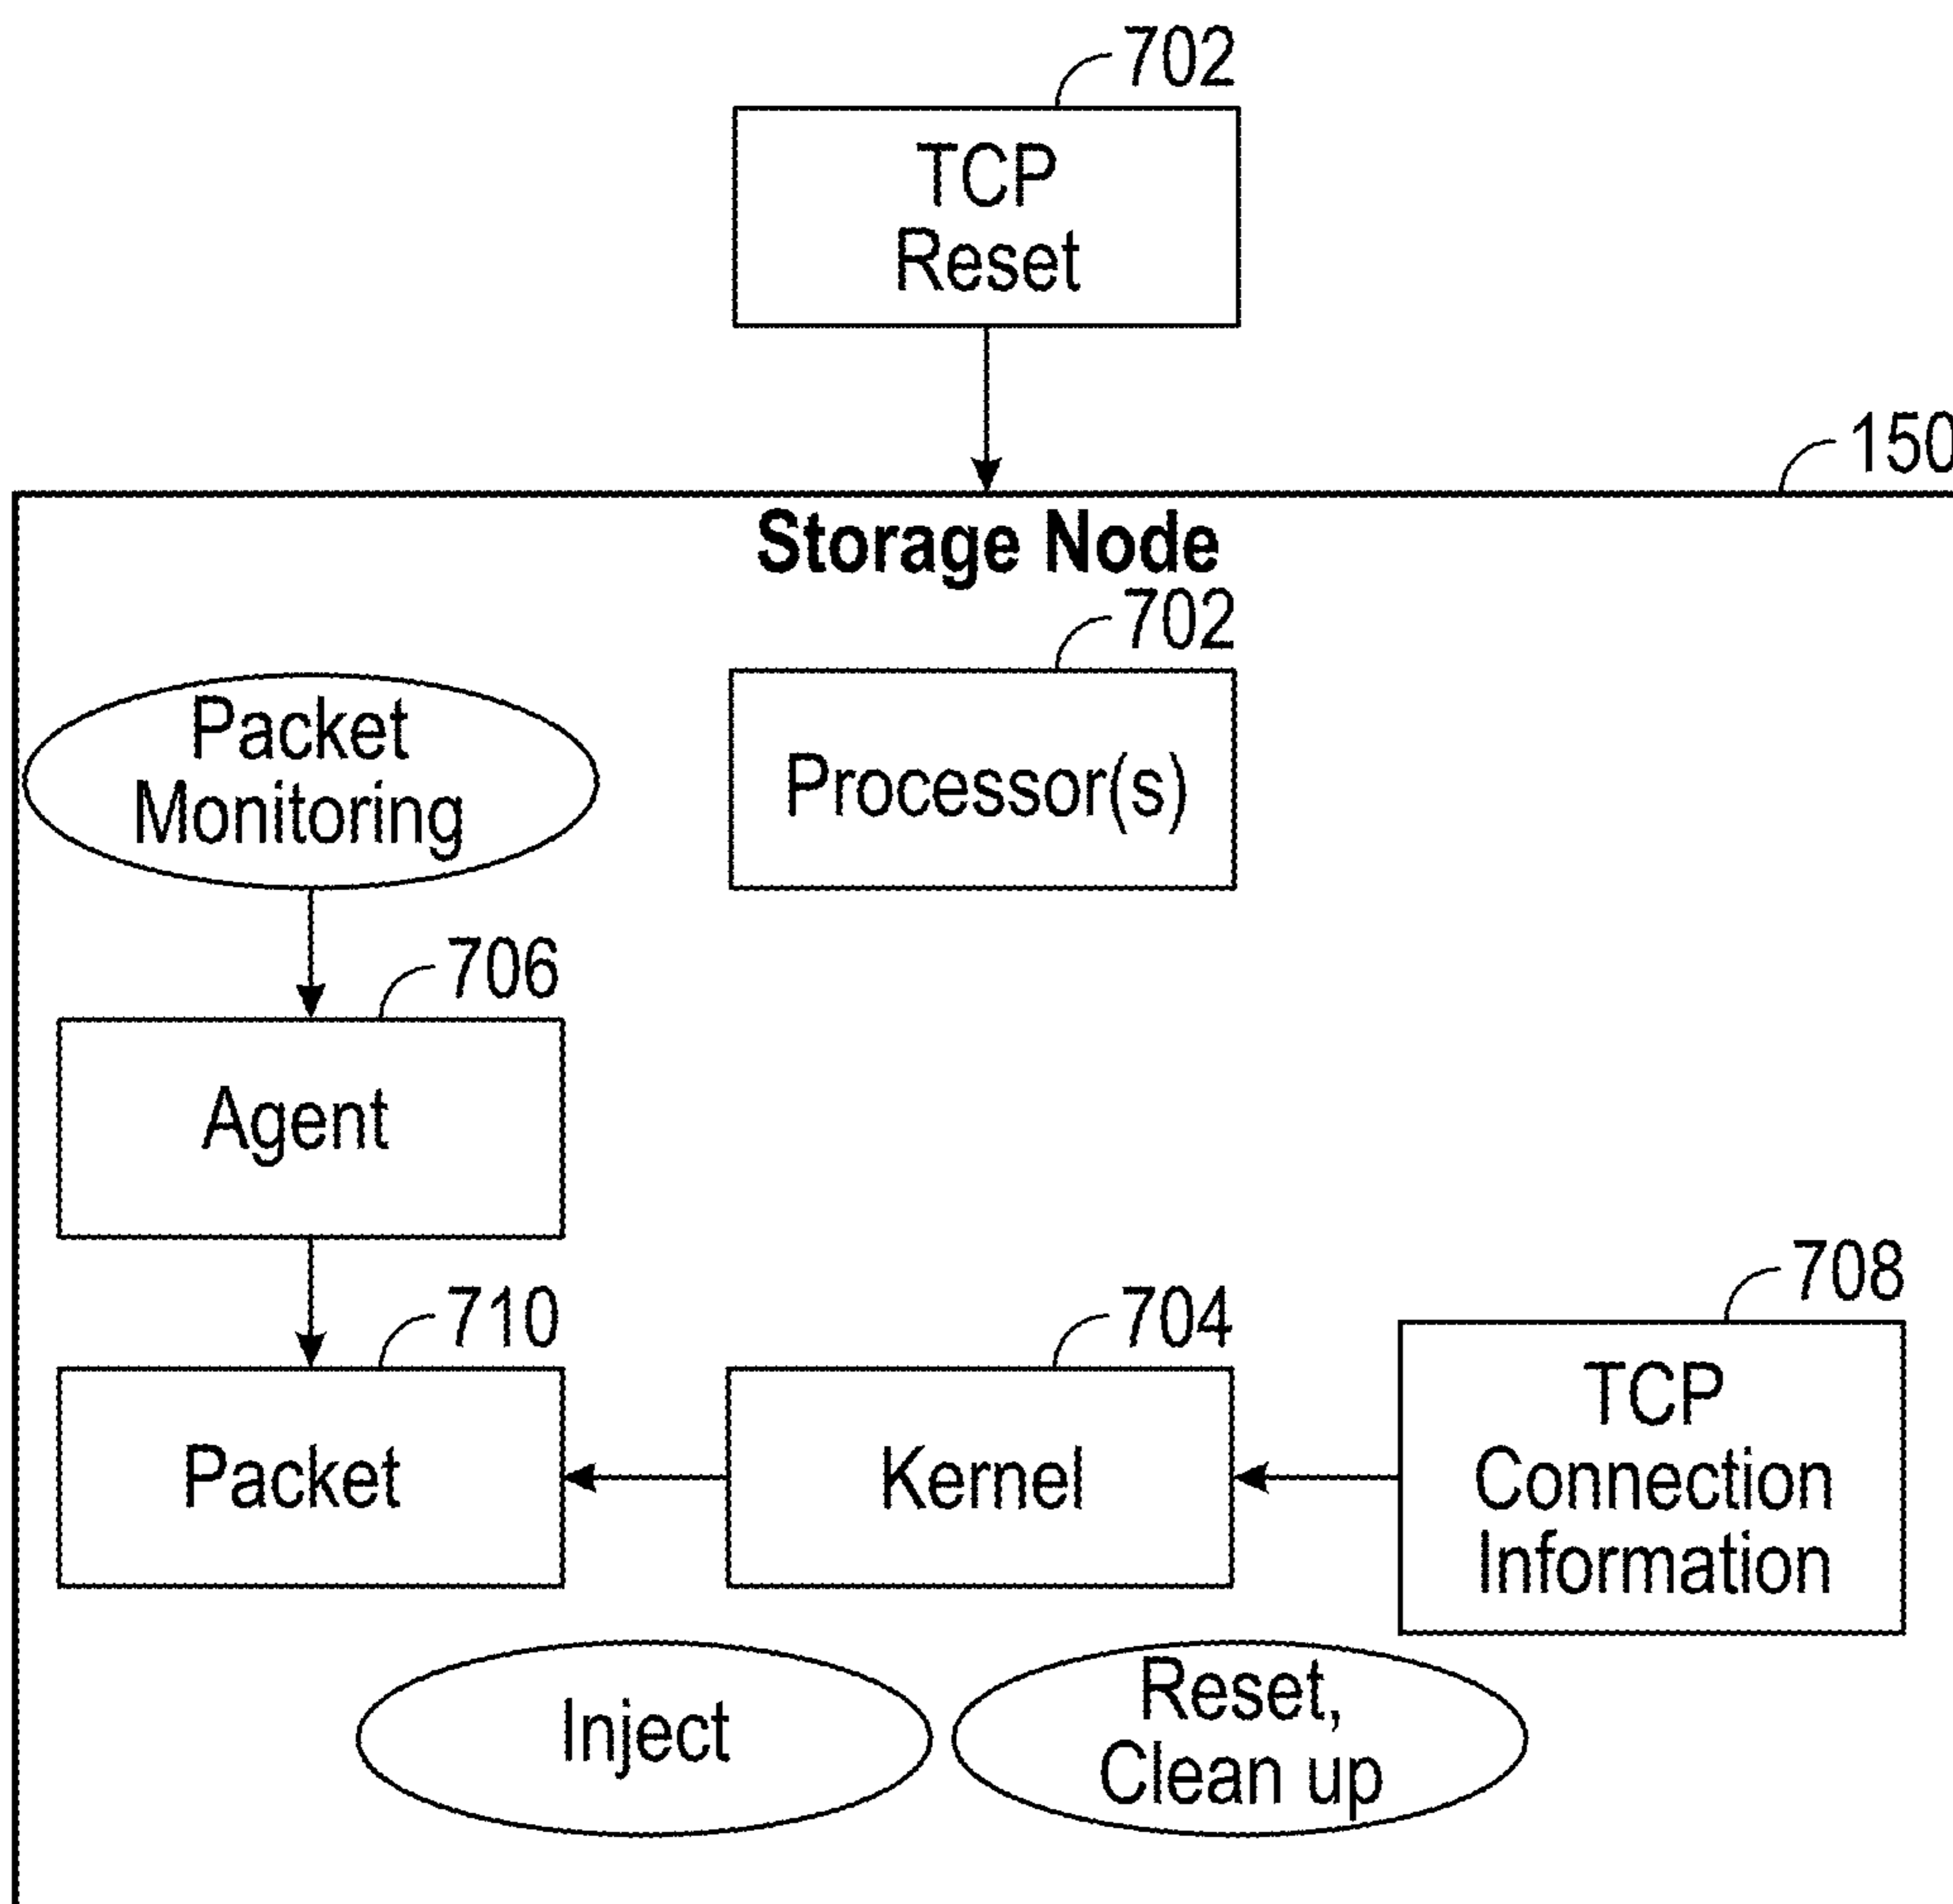 702
TCP
Reset
150
Storage Node
702
Packet
Monitoring
Processor(s)
706
Agent
710
704
708
Packet
Kernel
TCP
Connection
Information
Inject
Reset,
Clean up